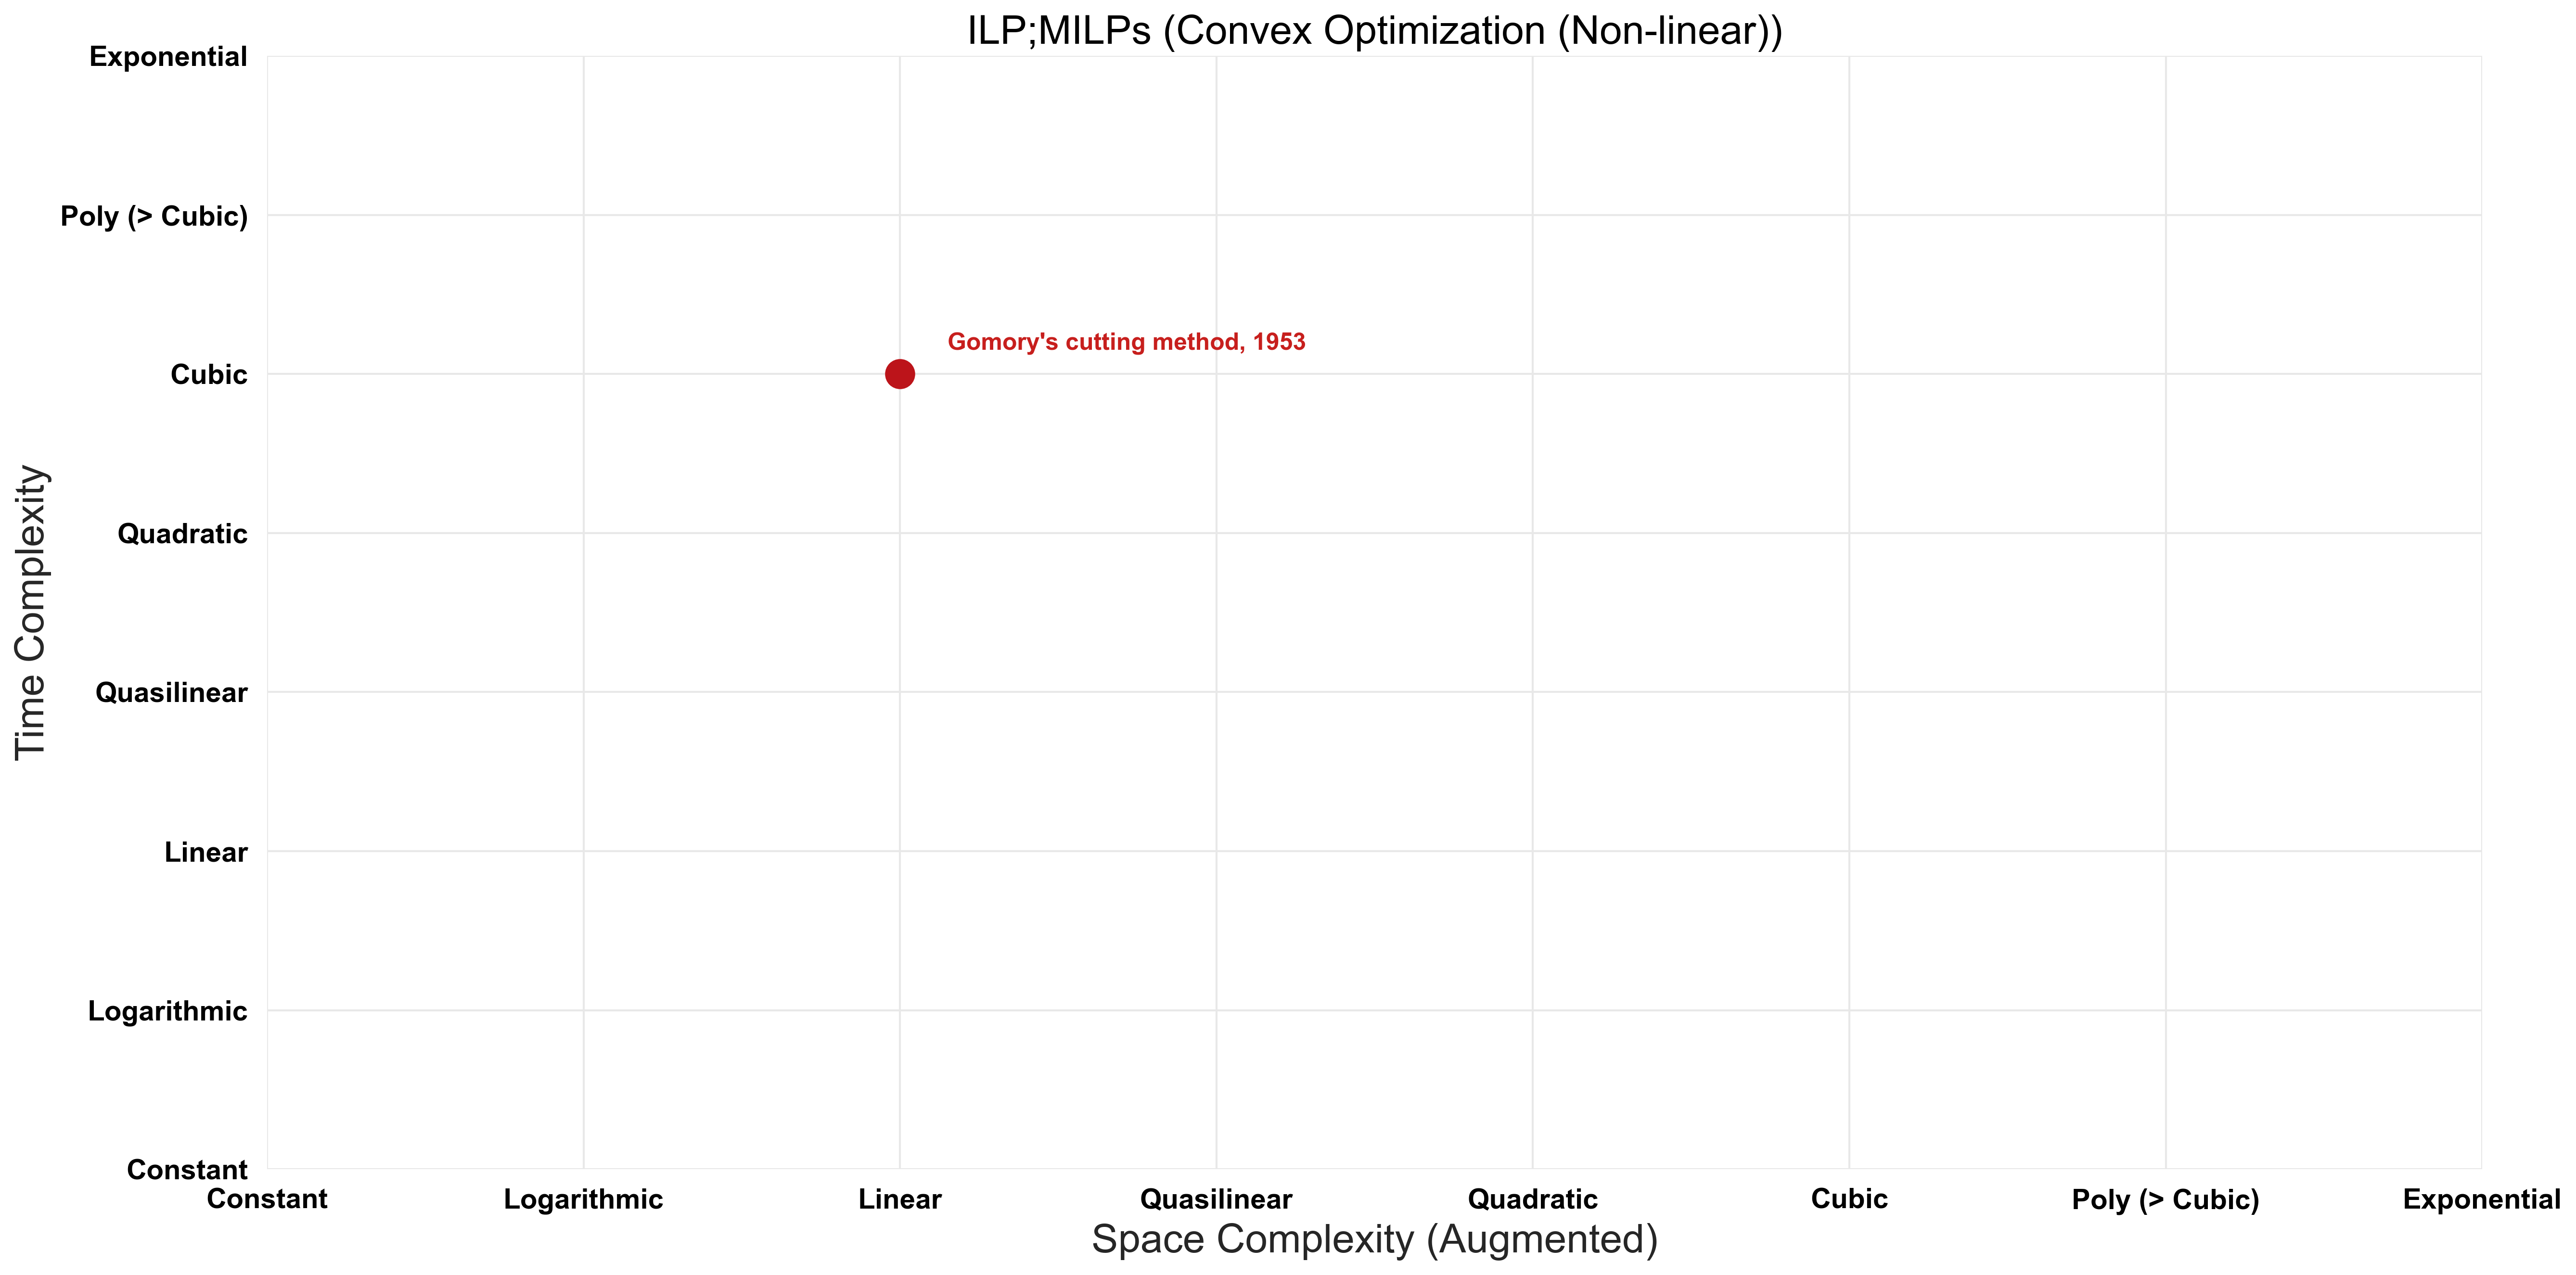 ILP;MILPs (Convex Optimization (Non-linear))
Exponential
Poly (> Cubic)
Cubic
Quadratic
Quasilinear
Linear
Logarithmic
Constant
Time Complexity
Gomory's cutting method, 1953
Constant
Logarithmic
Linear
Quasilinear
Quadratic
Cubic
Poly (> Cubic)
Exponential
Space Complexity (Augmented)